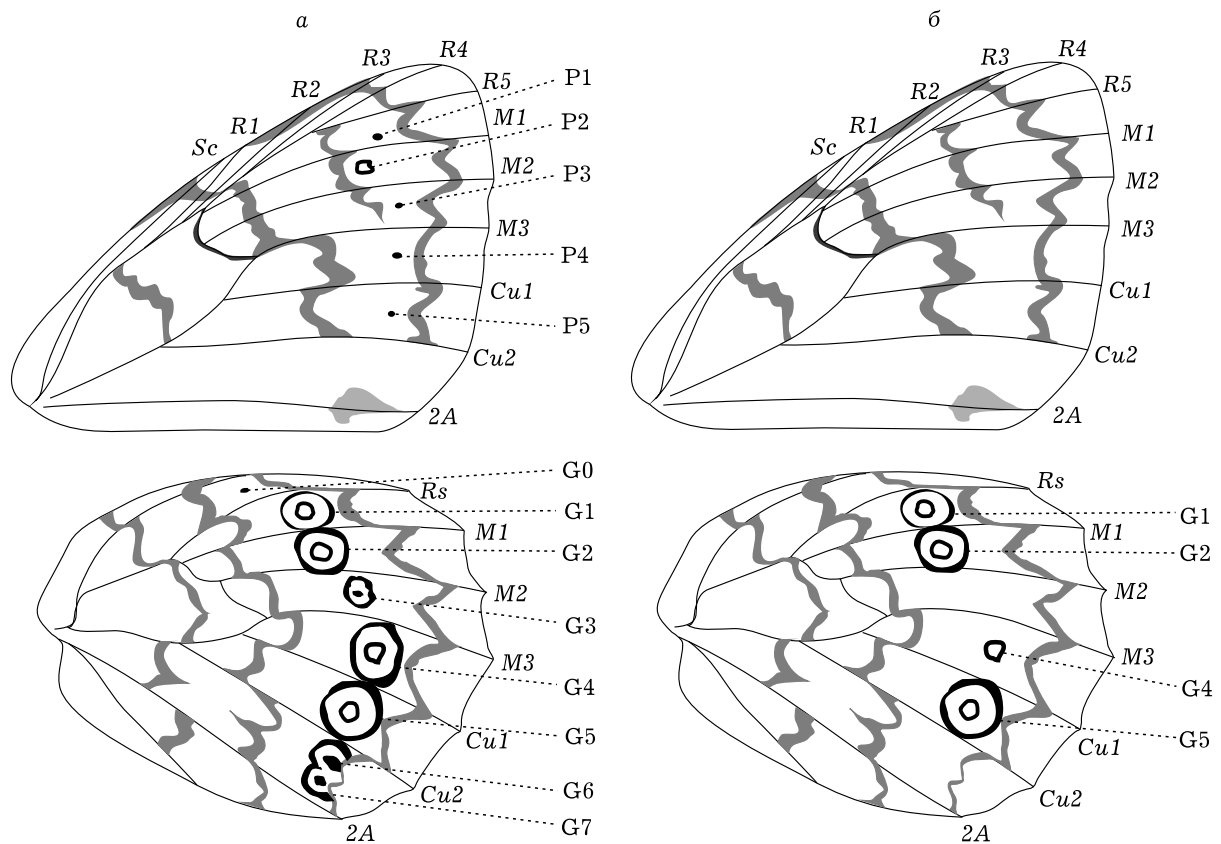 а
б
R4
R3
R2
R5
P1
R1
M1
P2
Sc
M2
P3
M3
P4
Cu1
P5
Cu2
2A
R4
R3
R2
R5
R1
M1
Sc
M2
M3
Cu1
Cu2
2A
G0
Rs
G1
M1
G2
M2
G3
M3
G4
G5
Cu1
G6
Cu2
G7
2A
Rs
G1
M1
G2
M2
M3
G4
G5
Cu1
Cu2
2A